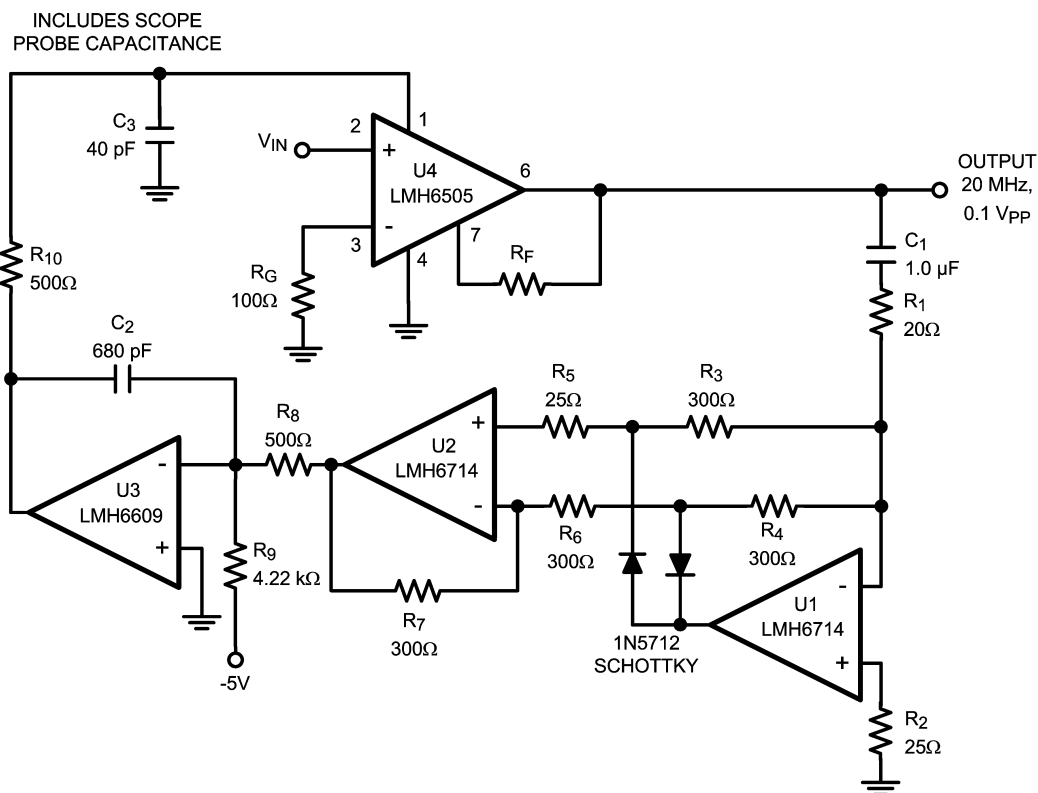 INCLUDES SCOPE
PROBE CAPACITANCE
C3
40 pF
VIN
2
+
1
U4
LMH6505
6
-
3
4
7
RF
RG
100Ω
OUTPUT
20 MHz,
0.1 VPP
C1
1.0 µF
R1
20Ω
R10
500Ω
C2
680 pF
R8
500Ω
R5
25Ω
R3
300Ω
+
U2
LMH6714
-
R6
300Ω
R4
300Ω
-
U3
LMH6609
+
R9
4.22 kΩ
-5V
R7
300Ω
1N5712
SCHOTTKY
-
U1
LMH6714
+
R2
25Ω